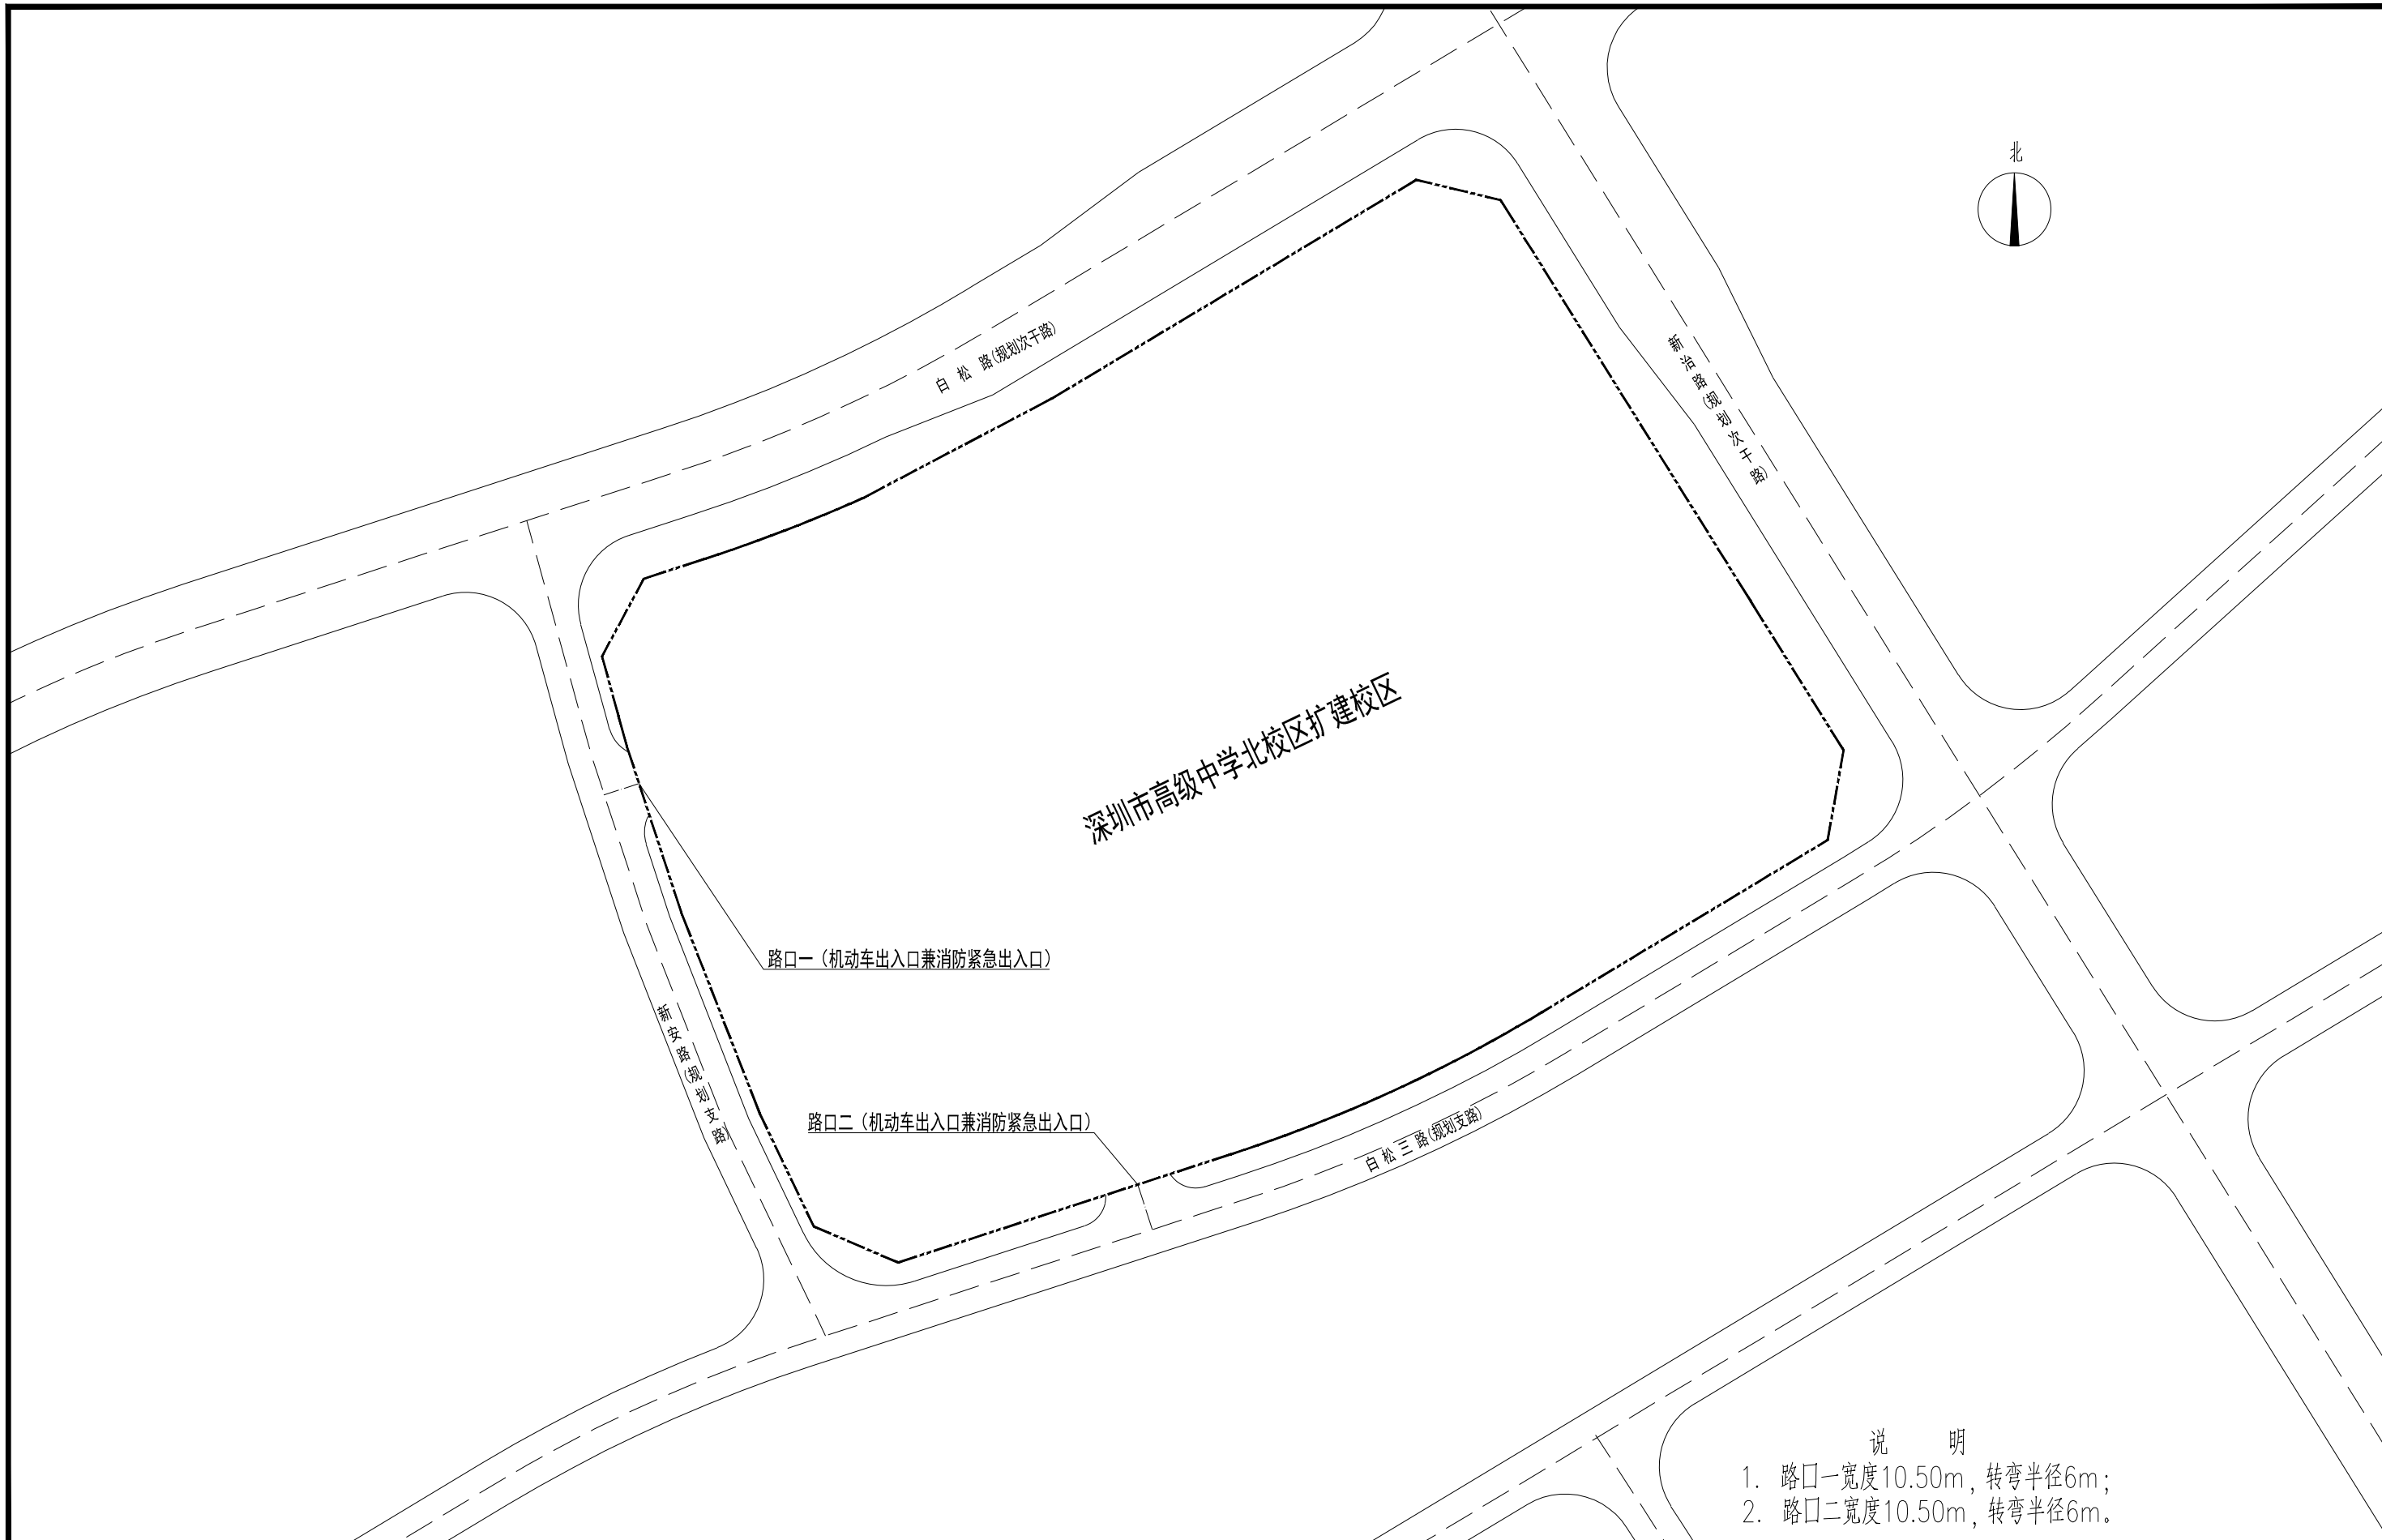 北
白松路(规划次干路)
新治路(规划次干路)
深圳市高级中学北校区扩建校区
路口一（机动车出入口兼消防紧急出入口）
新安路(规划支路)
路口二（机动车出入口兼消防紧急出入口）
白松三路(规划支路)
说明
1. 路口一宽度10.50m，转弯半径6m；
2. 路口二宽度10.50m，转弯半径6m。